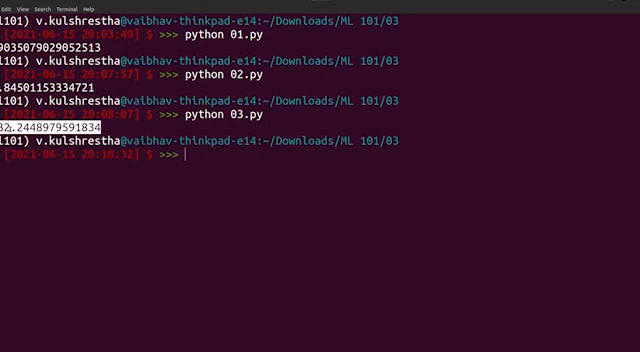 Edit View Search Terminal Help
l101) v.kulshrestha@vaibhav-thinkpad-e14:~/Downloads/ML 101/03
[2021-06-15 20:03:49] $ >>> python 01.py
9035079029052513
l101) v.kulshrestha@vaibhav-thinkpad-e14:~/Downloads/ML 101/03
[2021-06-15 20:07:57] $ >>> python 02.py
.84501153334721
l101) v.kulshrestha@vaibhav-thinkpad-e14:~/Downloads/ML 101/03
[2021-06-15 20:08:07] $ >>> python 03.py
32.2448979591834
l101) v.kulshrestha@vaibhav-thinkpad-e14:~/Downloads/ML 101/03
[2021-06-15 20:10:32] $ >>>